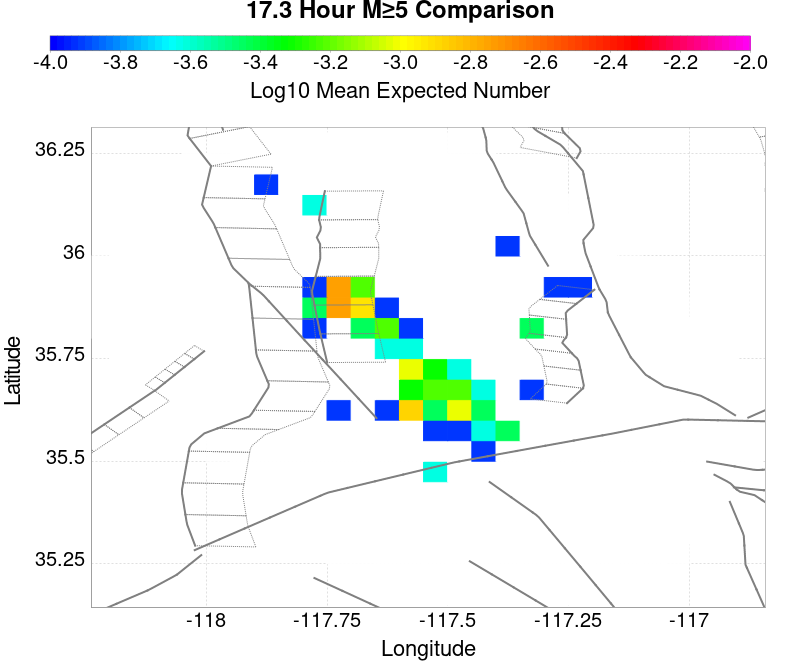 17.3 Hour M≥5 Comparison
-4.0 -3.8 -3.6 -3.4 -3.2 -3.0 -2.8 -2.6 -2.4 -2.2 -2.0
Log10 Mean Expected Number
36.25
36
35.75
35.5
35.25
Latitude
-118 -117.75 -117.5 -117.25 -117
Longitude